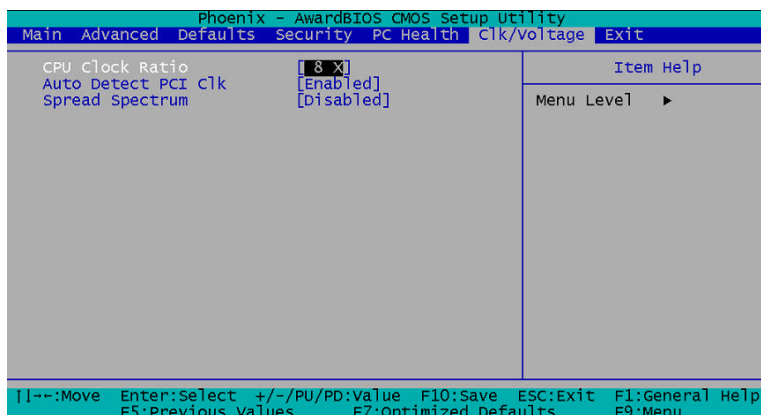 Phoenix - AwardBIOS CMOS Setup Utility
Main Advanced Defaults Security PC Health Clk/Voltage Exit
CPU Clock Ratio [ 8 X] Item Help
Auto Detect PCI Clk [Enabled]
Spread Spectrum [Disabled] Menu Level ►
↑↓→←:Move Enter:Select +/-/PU/PD:Value F10:Save ESC:Exit F1:General Help
F5:Previous Values F7:Optimized Defaults F9:Menu